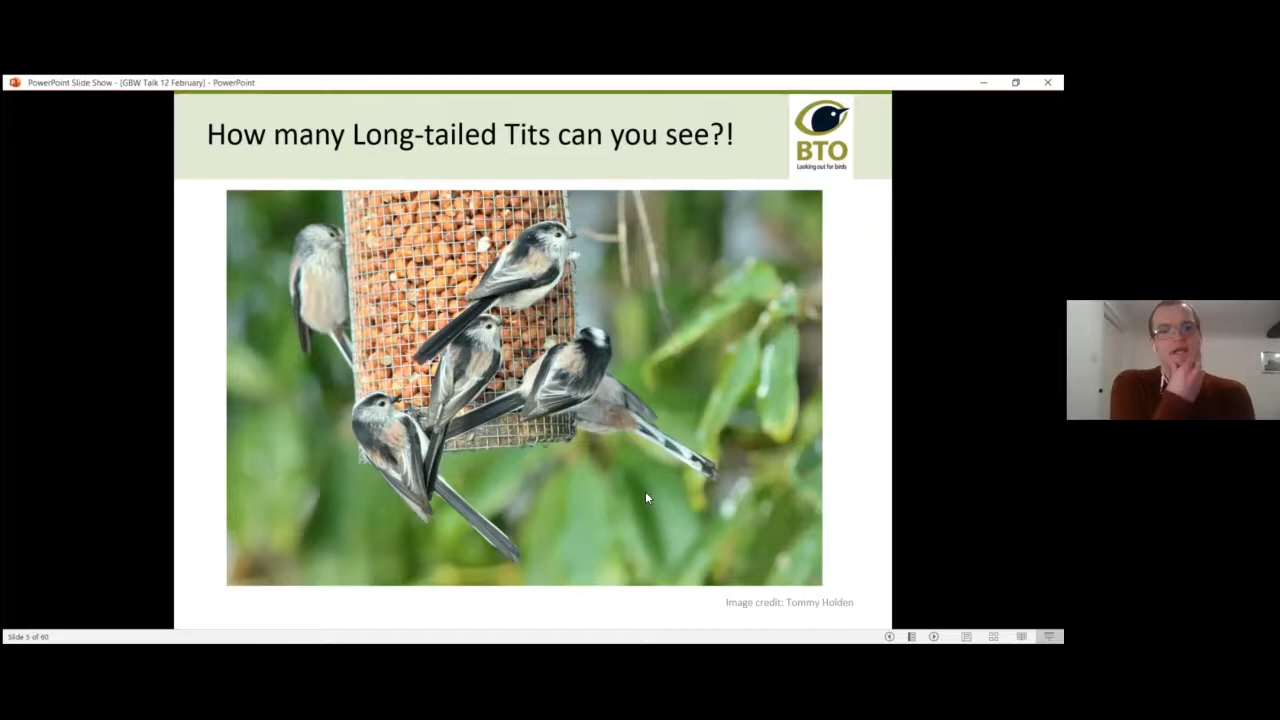 PowerPoint Slide Show - [GBW Talk 12 February] - PowerPoint
How many Long-tailed Tits can you see?!
BTO
Looking out for birds
Image credit: Tommy Holden
Slide 5 of 60